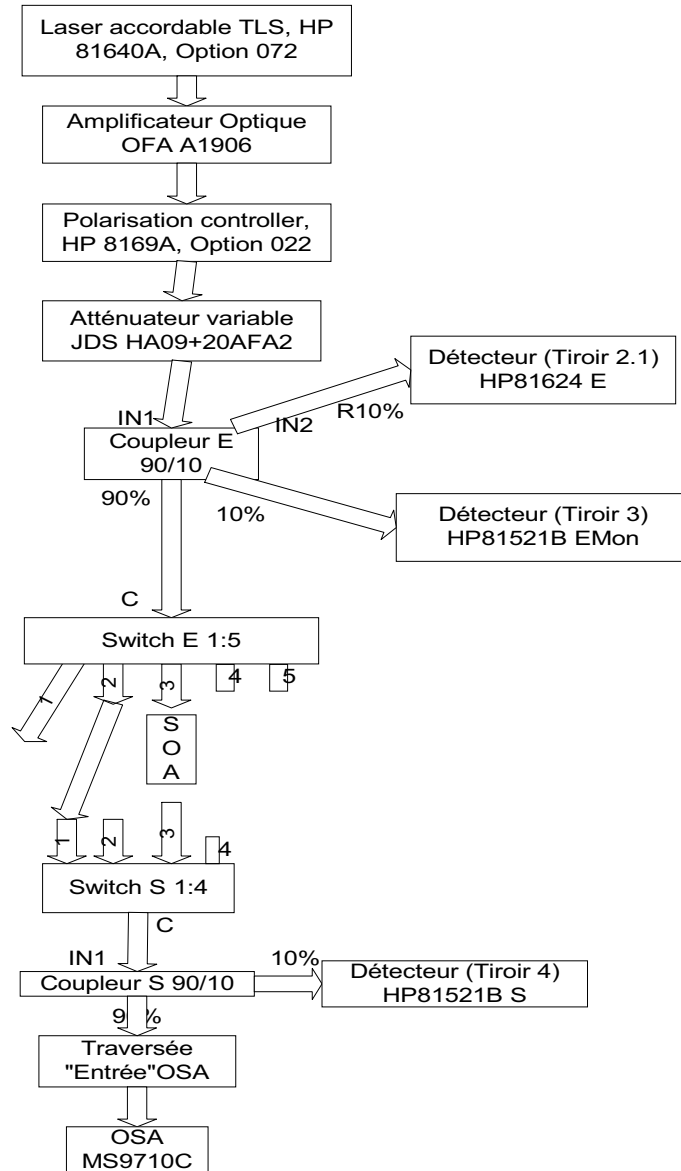 Laser accordable TLS, HP
81640A, Option 072
Amplificateur Optique
OFA A1906
Polarisation controller,
HP 8169A, Option 022
Atténuateur variable
JDS HA09+20AFA2
Détecteur (Tiroir 2.1)
HP81624 E
R10%
IN1
IN2
Coupleur E
90/10
90%
10%
Détecteur (Tiroir 3)
HP81521B EMon
C
Switch E 1:5
1
2
3
4
5
S
O
A
1
2
3
4
Switch S 1:4
C
IN1
10%
Coupleur S 90/10
Détecteur (Tiroir 4)
HP81521B S
90%
Traversée
"Entrée"OSA
OSA
MS9710C